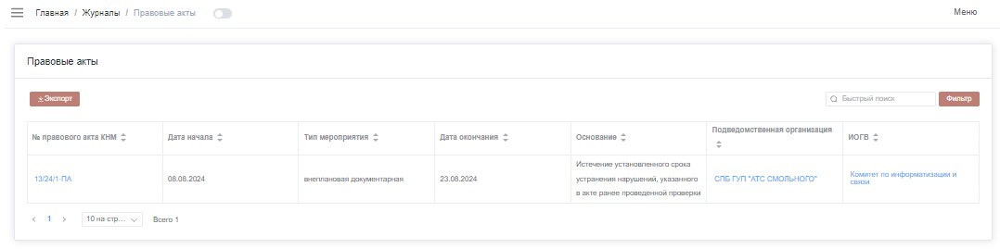 Главная / Журналы / Правовые акты
Меню
Правовые акты
Экспорт
Быстрый поиск
Фильтр
№ правового акта КНМ
Дата начала
Тип мероприятия
Дата окончания
Основание
Подведомственная организация
ИОГВ
13/24/1-ПА
08.08.2024
внеплановая документарная
23.08.2024
Истечение установленного срока
устранения нарушений, указанного
в акте ранее проведенной проверки
СПБ ГУП "АТС СМОЛЬНОГО"
Комитет по информатизации и
связи
1
10 на стр...
Всего 1